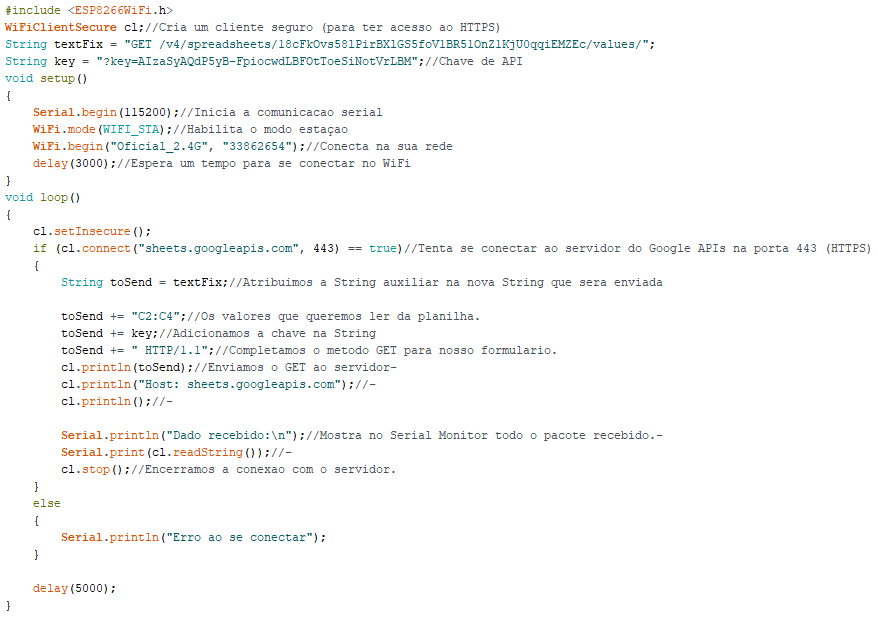 #include <ESP8266WiFi.h>
WiFiClientSecure cl;//Cria um cliente seguro (para ter acesso ao HTTPS)
String textFix = "GET /v4/spreadsheets/18cFkOvs58lPirBXlGS5foVlBR5lOnZlKjU0qqiEMZEc/values/";
String key = "?key=AIzaSyAQdP5yB-FpiocwdLBFOtToeSiNotVrLBM";//Chave de API
void setup()
{
    Serial.begin(115200);//Inicia a comunicacao serial
    WiFi.mode(WIFI_STA);//Habilita o modo estaçao
    WiFi.begin("Oficial_2.4G", "33862654");//Conecta na sua rede
    delay(3000);//Espera um tempo para se conectar no WiFi
}
void loop()
{
    cl.setInsecure();
    if (cl.connect("sheets.googleapis.com", 443) == true)//Tenta se conectar ao servidor do Google APIs na porta 443 (HTTPS)
    {
        String toSend = textFix;//Atribuimos a String auxiliar na nova String que sera enviada
        toSend += "C2:C4";//Os valores que queremos ler da planilha.
        toSend += key;//Adicionamos a chave na String
        toSend += " HTTP/1.1";//Completamos o metodo GET para nosso formulario.
        cl.println(toSend);//Enviamos o GET ao servidor-
        cl.println("Host: sheets.googleapis.com");//-
        cl.println();//-
        Serial.println("Dado recebido:\n");//Mostra no Serial Monitor todo o pacote recebido.-
        Serial.print(cl.readString());//-
        cl.stop();//Encerramos a conexao com o servidor.
    }
    else
    {
        Serial.println("Erro ao se conectar");
    }
    delay(5000);
}